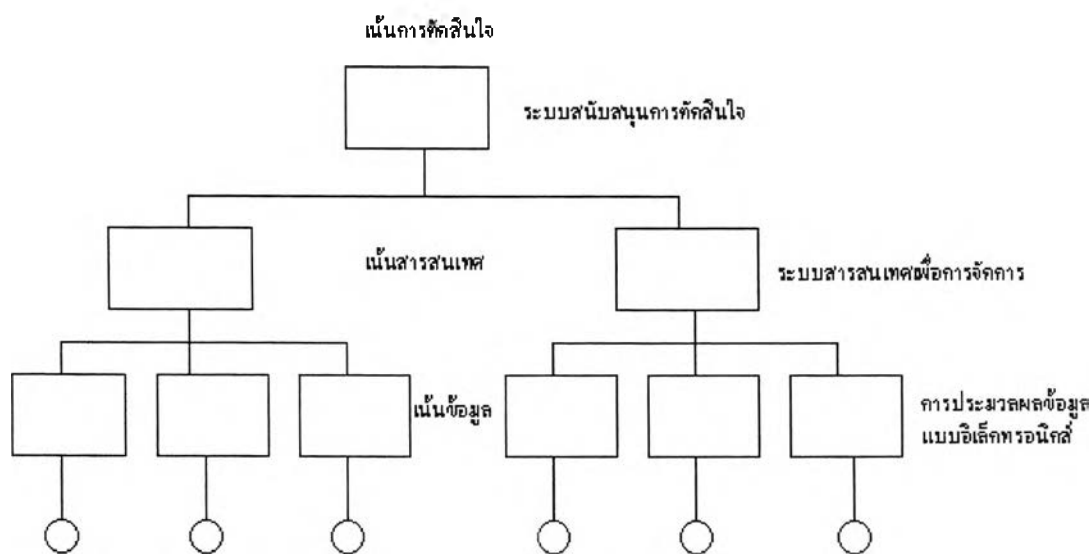 เน้นการตัดสินใจ
ระบบสนับสนุนการตัดสินใจ
เน้นสารสนเทศ
ระบบสารสนเทศเพื่อการจัดการ
เน้นข้อมูล
การประมวลผลข้อมูล
แบบอิเล็กทรอนิกส์